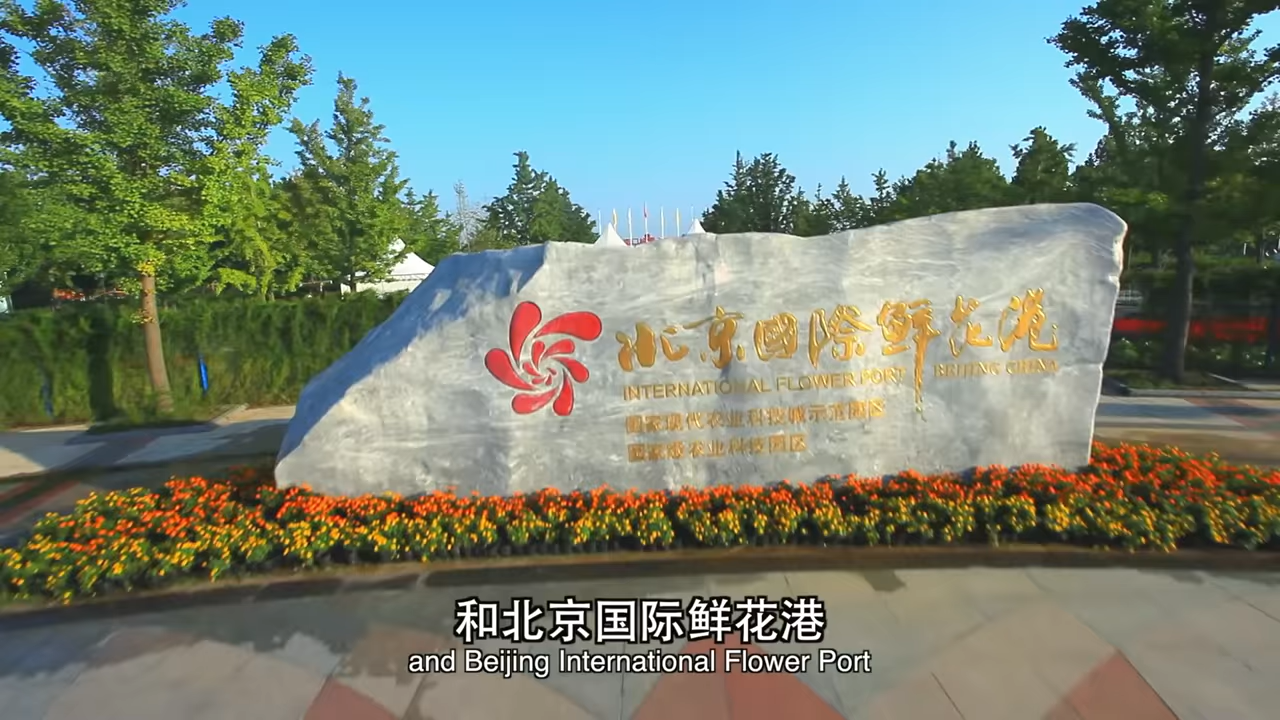 北京國際鲜花港
INTERNATIONAL FLOWER PORT BEIJING CHINA
国家现代农业科技城示范园区
国家级农业科技园区
和北京国际鲜花港
and Beijing International Flower Port